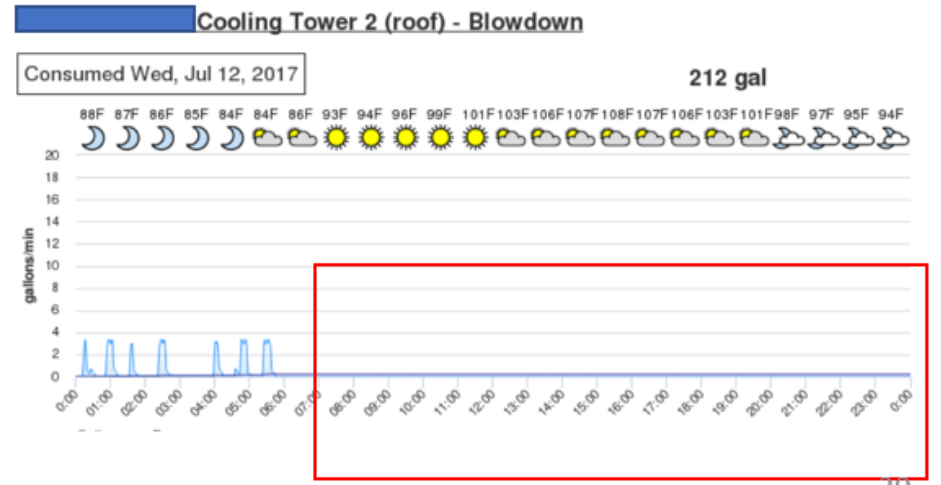 Cooling Tower 2 (roof) - Blowdown
Consumed Wed, Jul 12, 2017
212 gal
88F 87F 86F 85F 84F 84F 86F 93F 94F 96F 99F 101F 103F 106F 107F 108F 107F 106F 103F 101F 98F 97F 95F 94F
20
18
16
14
12
10
8
6
4
2
0
gallons/min
0:00 01:00 02:00 03:00 04:00 05:00 06:00 07:00 08:00 09:00 10:00 11:00 12:00 13:00 14:00 15:00 16:00 17:00 18:00 19:00 20:00 21:00 22:00 23:00 0:00